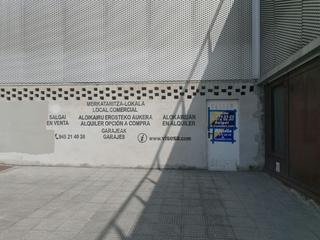 MERKATARITZA-LOKALA
LOCAL COMERCIAL
SALGAI
EN VENTA
ALOKAIRU EROSTEKO AUKERA
ALQUILER OPCIÓN A COMPRA
ALOKAIRUAN
EN ALQUILER
GARAJEAK
GARAJES
945 21 40 30
i www.visesa.com